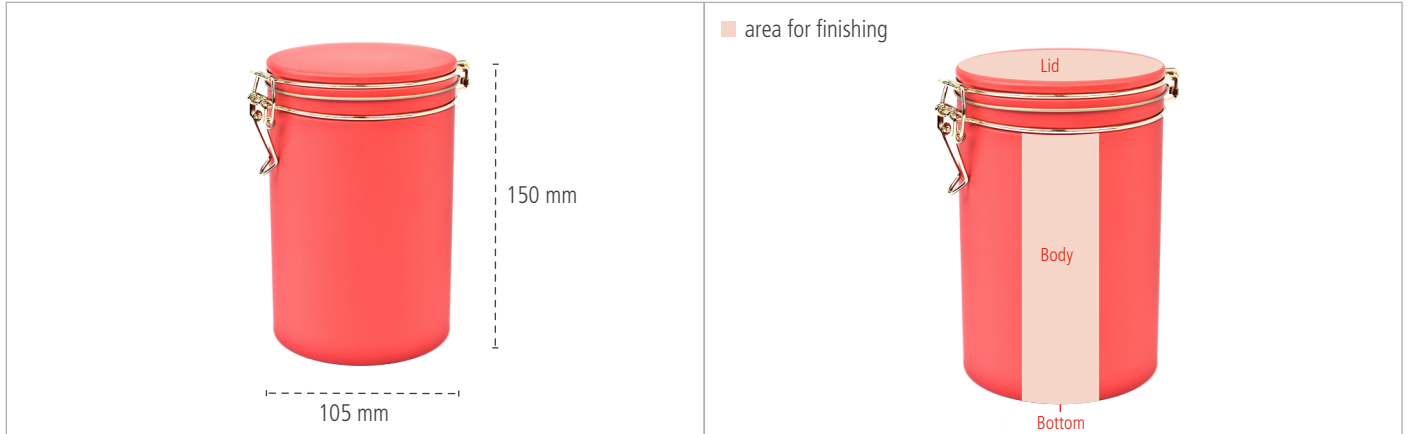 150 mm
105 mm
area for finishing
Lid
Body
Bottom